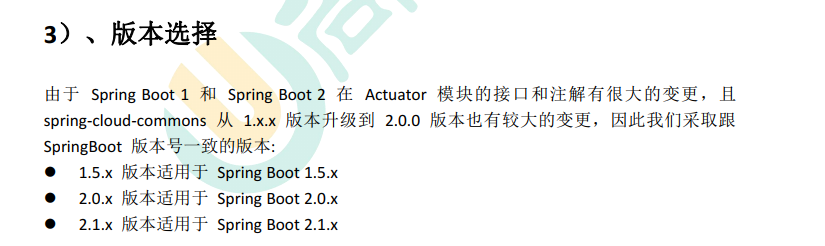 3）、版本选择
由于 Spring Boot 1 和 Spring Boot 2 在 Actuator 模块的接口和注解有很大的变更，且
spring-cloud-commons 从 1.x.x 版本升级到 2.0.0 版本也有较大的变更，因此我们采取跟
SpringBoot 版本号一致的版本:
● 1.5.x 版本适用于 Spring Boot 1.5.x
● 2.0.x 版本适用于 Spring Boot 2.0.x
● 2.1.x 版本适用于 Spring Boot 2.1.x